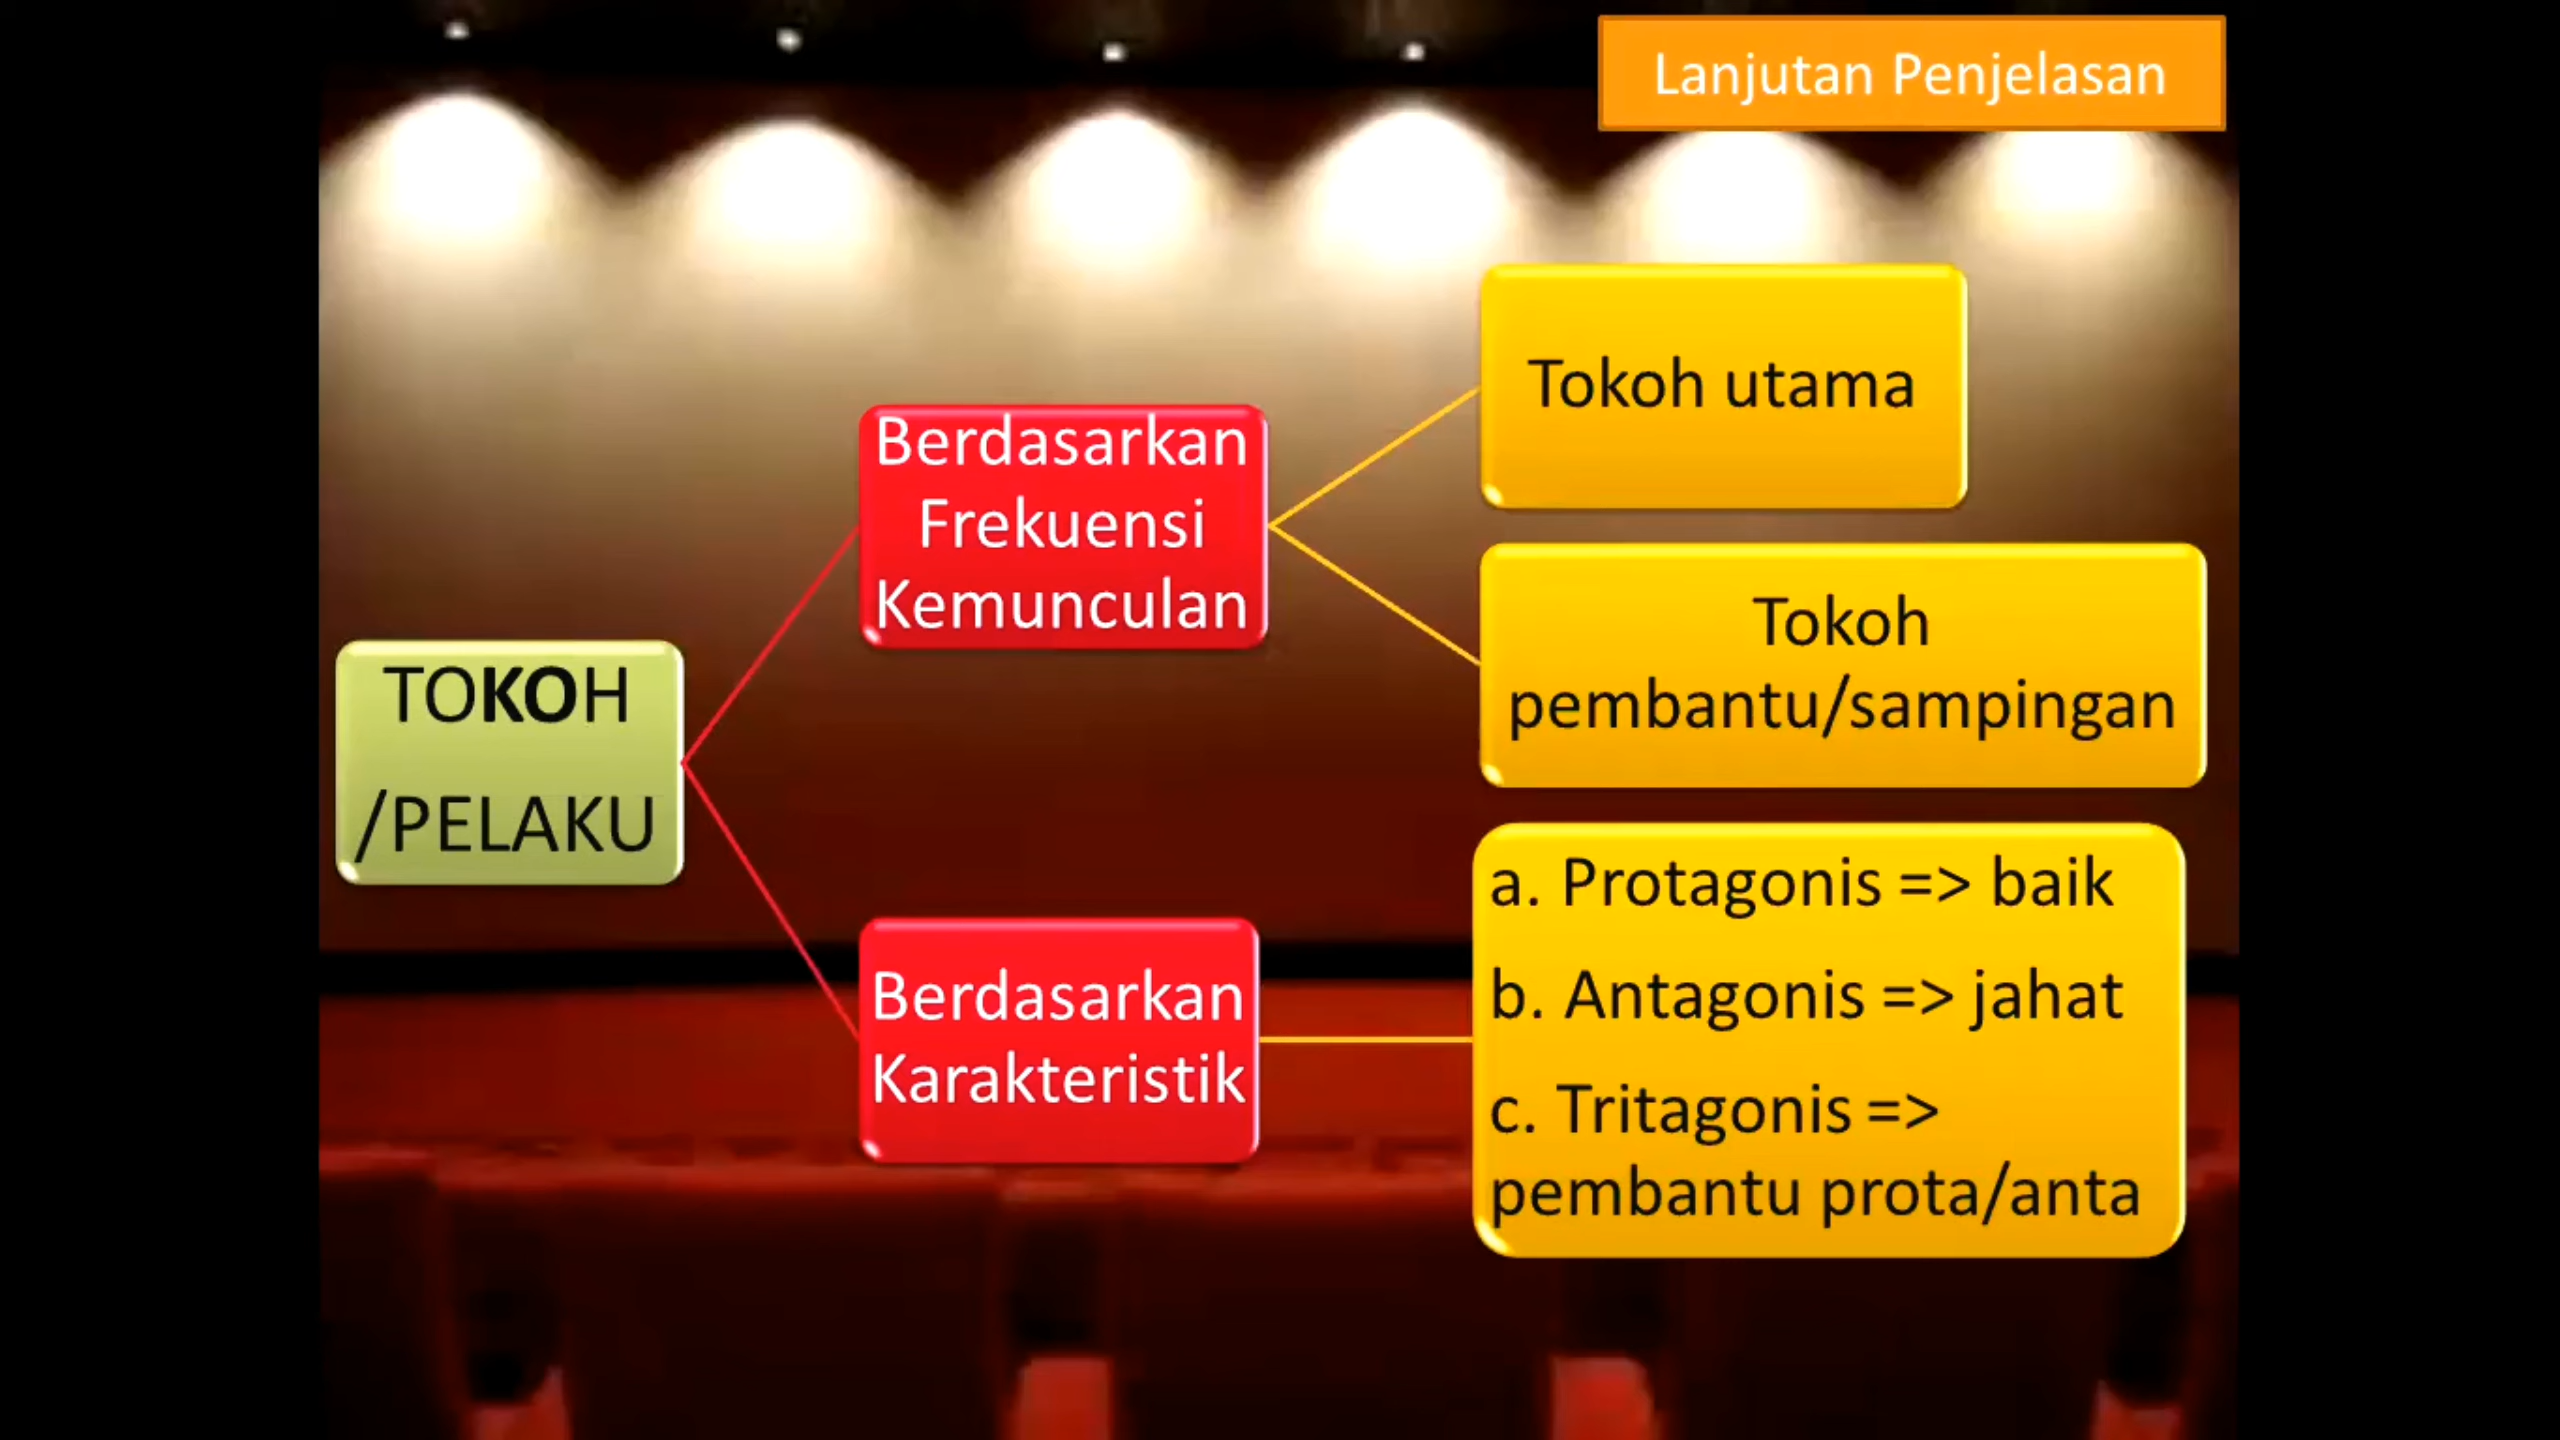 Lanjutan Penjelasan
TOKOH
/PELAKU
Berdasarkan
Frekuensi
Kemunculan
Tokoh utama
Tokoh
pembantu/sampingan
Berdasarkan
Karakteristik
a. Protagonis => baik
b. Antagonis => jahat
c. Tritagonis =>
pembantu prota/anta